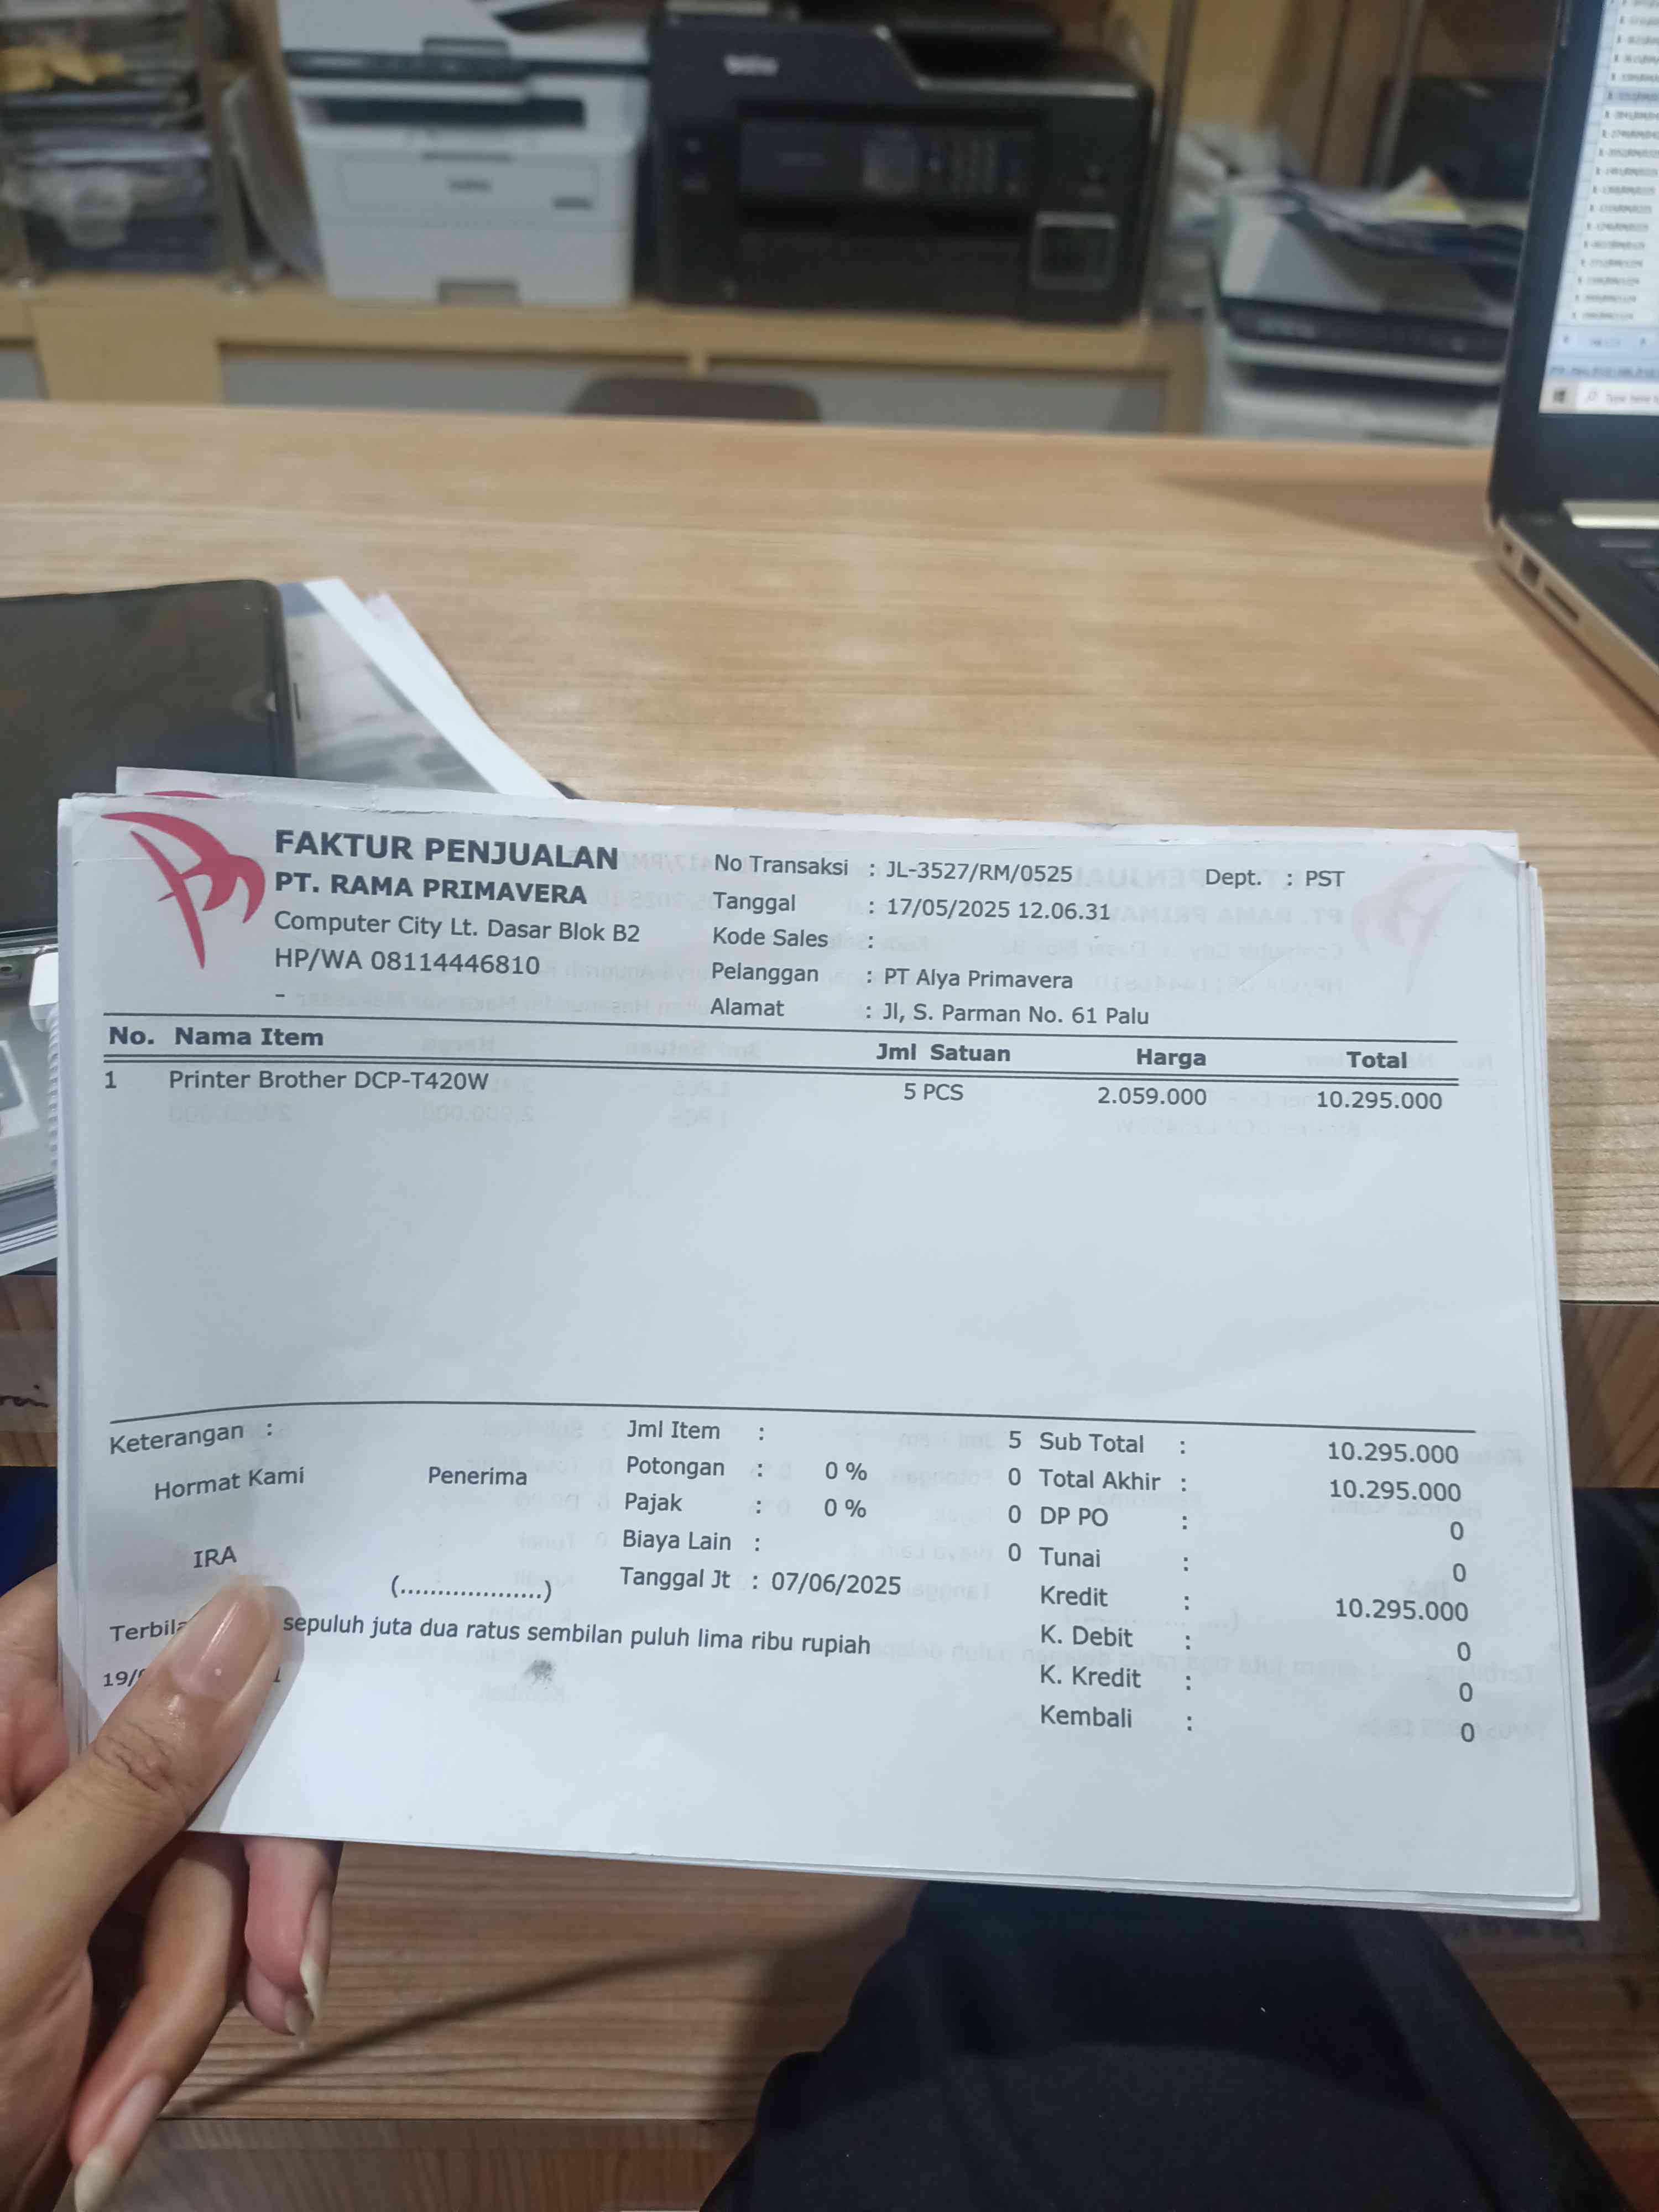 FAKTUR PENJUALAN
PT. RAMA PRIMAVERA
Computer City Lt. Dasar Blok B2
HP/WA 08114446810
-
No Transaksi : JL-3527/RM/0525 Dept. : PST
Tanggal : 17/05/2025 12.06.31
Kode Sales :
Pelanggan : PT Alya Primavera
Alamat : Jl, S. Parman No. 61 Palu
No. Nama Item Jml Satuan Harga Total
1 Printer Brother DCP-T420W 5 PCS 2.059.000 10.295.000
Keterangan :
Hormat Kami Penerima
IRA
(...................)
Jml Item : 5
Potongan : 0 % 0
Pajak : 0 % 0
Biaya Lain : 0
Tanggal Jt : 07/06/2025
Sub Total : 10.295.000
Total Akhir : 10.295.000
DP PO : 0
Tunai : 0
Kredit : 10.295.000
K. Debit : 0
K. Kredit : 0
Kembali : 0
sepuluh juta dua ratus sembilan puluh lima ribu rupiah
19/